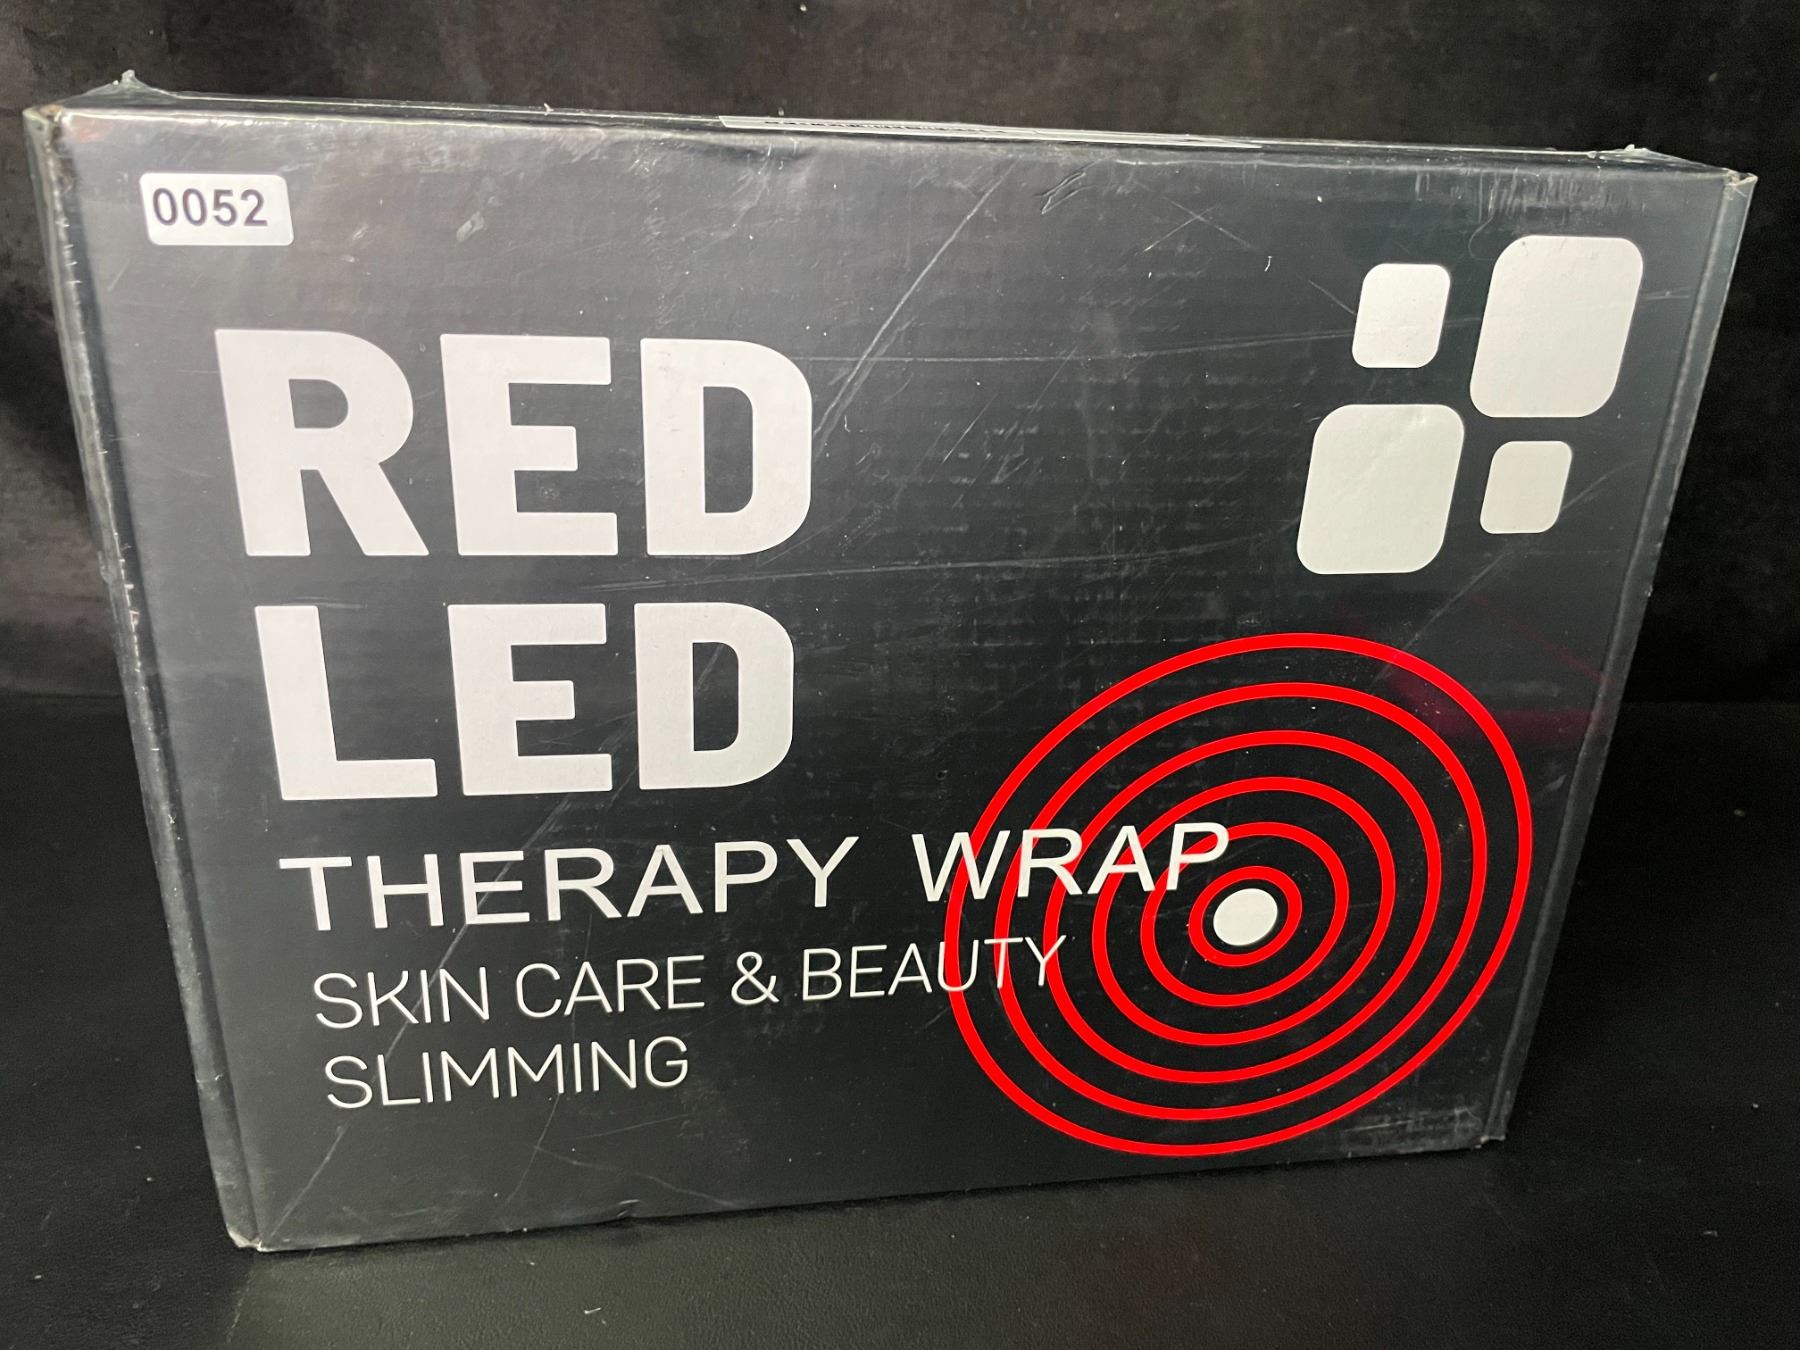 0052
RED
LED
THERAPY WRAP
SKIN CARE & BEAUTY
SLIMMING